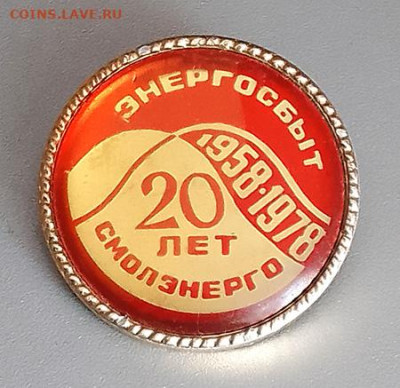 COINS.LAVE.RU
ЭНЕРГОСБЫТ
1958·1978
20
ЛЕТ
СМОЛЭНЕРГО